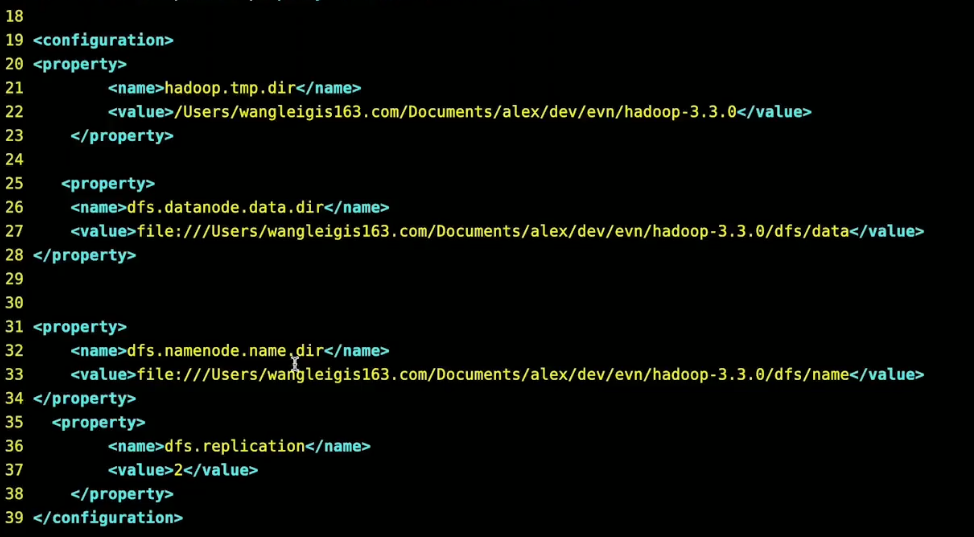 18
19 <configuration>
20 <property>
21         <name>hadoop.tmp.dir</name>
22         <value>/Users/wangleigis163.com/Documents/alex/dev/evn/hadoop-3.3.0</value>
23     </property>
24
25    <property>
26     <name>dfs.datanode.data.dir</name>
27     <value>file:///Users/wangleigis163.com/Documents/alex/dev/evn/hadoop-3.3.0/dfs/data</value>
28 </property>
29
30
31 <property>
32     <name>dfs.namenode.name.dir</name>
33     <value>file:///Users/wangleigis163.com/Documents/alex/dev/evn/hadoop-3.3.0/dfs/name</value>
34 </property>
35   <property>
36         <name>dfs.replication</name>
37         <value>2</value>
38     </property>
39 </configuration>